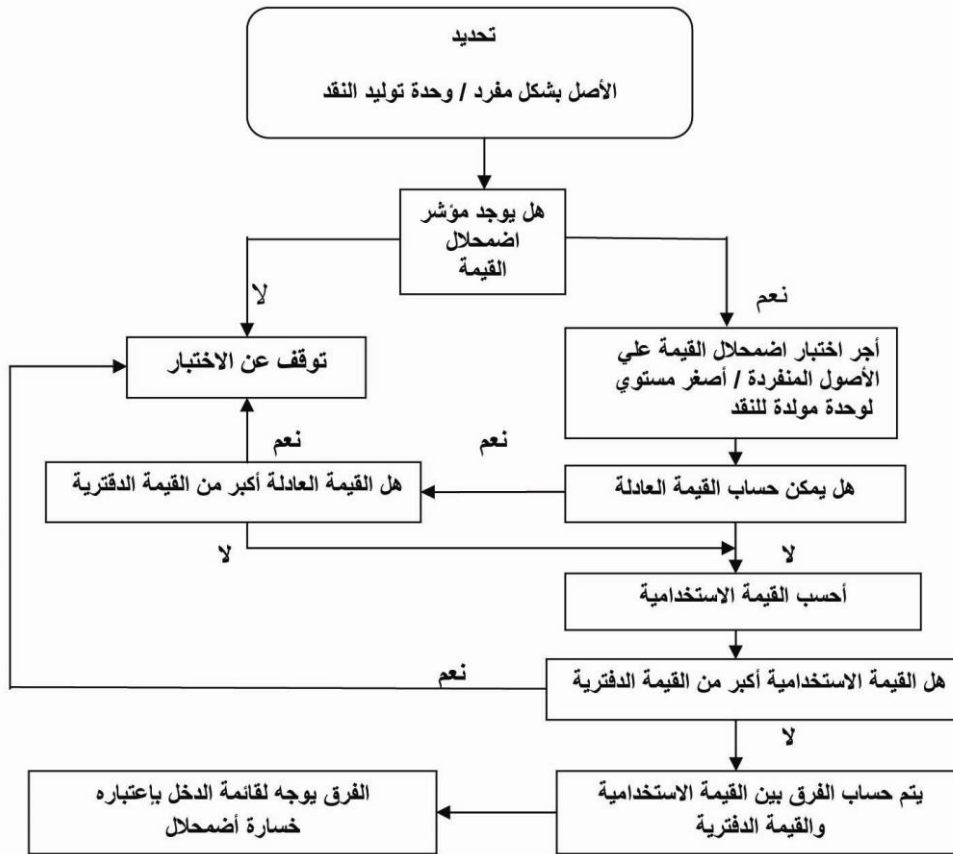 تحديد
الأصل بشكل مفرد / وحدة توليد النقد
هل يوجد مؤشر
اضمحلال
القيمة
نعم
لا
أجر اختبار اضمحلال القيمة علي
الأصول المنفردة / أصغر مستوي
لوحدة مولدة للنقد
توقف عن الاختبار
نعم
نعم
هل يمكن حساب القيمة العادلة
هل القيمة العادلة أكبر من القيمة الدفترية
لا
لا
أحسب القيمة الاستخدامية
نعم
هل القيمة الاستخدامية أكبر من القيمة الدفترية
لا
يتم حساب الفرق بين القيمة الاستخدامية
والقيمة الدفترية
الفرق يوجه لقائمة الدخل بإعتباره
خسارة أضمحلال